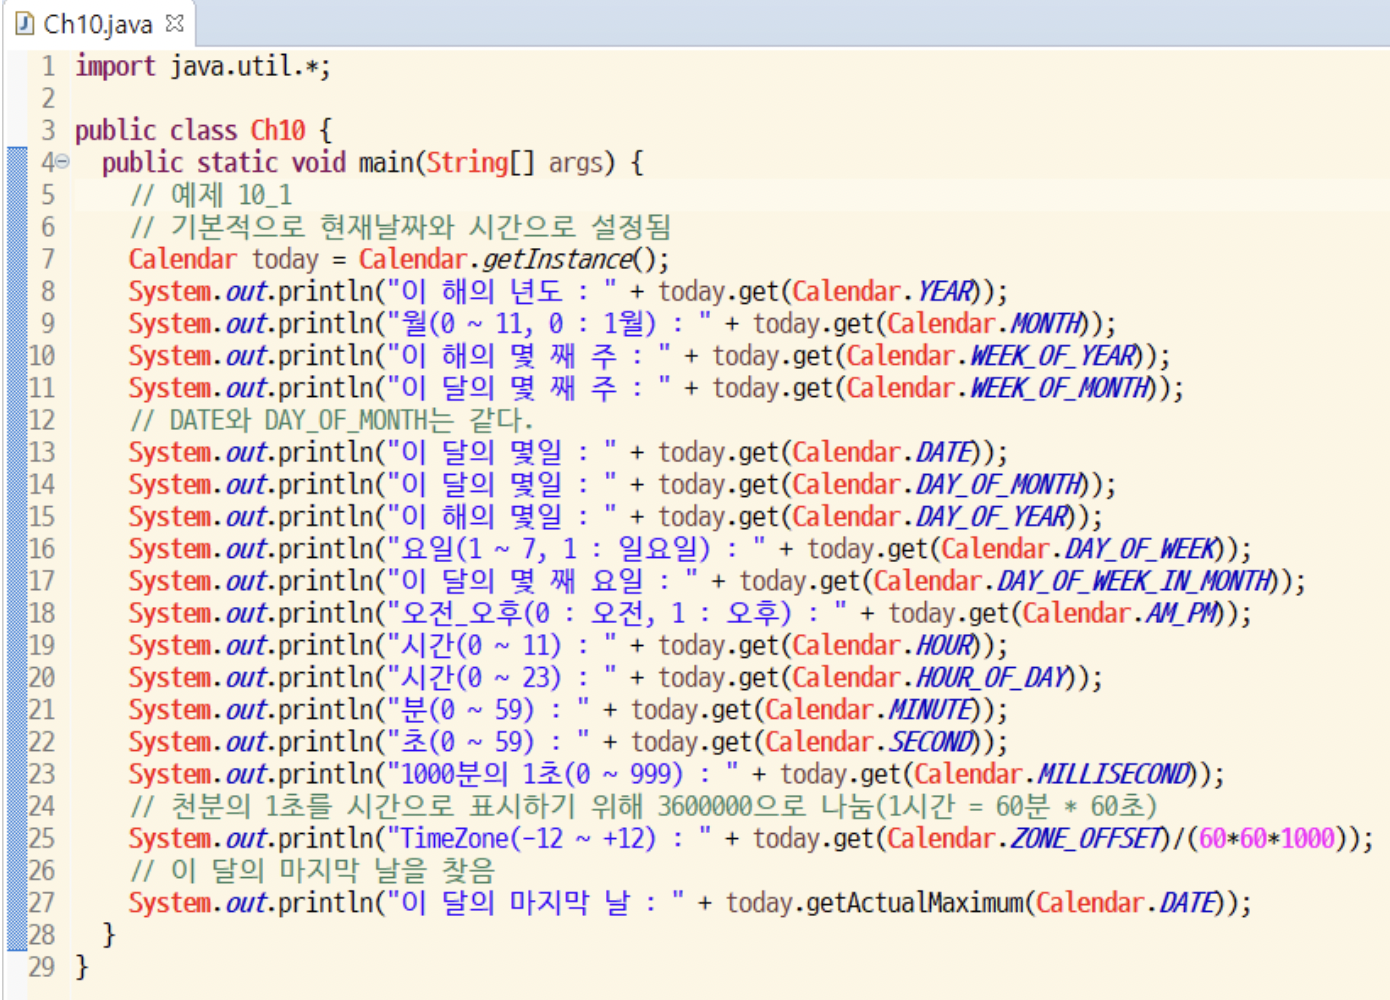 Ch10.java
1 import java.util.*;
2
3 public class Ch10 {
4 public static void main(String[] args) {
5 // 예제 10_1
6 // 기본적으로 현재날짜와 시간으로 설정됨
7 Calendar today = Calendar.getInstance();
8 System.out.println("이 해의 년도 : " + today.get(Calendar.YEAR));
9 System.out.println("월(0 ~ 11, 0 : 1월) : " + today.get(Calendar.MONTH));
10 System.out.println("이 해의 몇 째 주 : " + today.get(Calendar.WEEK_OF_YEAR));
11 System.out.println("이 달의 몇 째 주 : " + today.get(Calendar.WEEK_OF_MONTH));
12 // DATE와 DAY_OF_MONTH는 같다.
13 System.out.println("이 달의 몇일 : " + today.get(Calendar.DATE));
14 System.out.println("이 달의 몇일 : " + today.get(Calendar.DAY_OF_MONTH));
15 System.out.println("이 해의 몇일 : " + today.get(Calendar.DAY_OF_YEAR));
16 System.out.println("요일(1 ~ 7, 1 : 일요일) : " + today.get(Calendar.DAY_OF_WEEK));
17 System.out.println("이 달의 몇 째 요일 : " + today.get(Calendar.DAY_OF_WEEK_IN_MONTH));
18 System.out.println("오전_오후(0 : 오전, 1 : 오후) : " + today.get(Calendar.AM_PM));
19 System.out.println("시간(0 ~ 11) : " + today.get(Calendar.HOUR));
20 System.out.println("시간(0 ~ 23) : " + today.get(Calendar.HOUR_OF_DAY));
21 System.out.println("분(0 ~ 59) : " + today.get(Calendar.MINUTE));
22 System.out.println("초(0 ~ 59) : " + today.get(Calendar.SECOND));
23 System.out.println("1000분의 1초(0 ~ 999) : " + today.get(Calendar.MILLISECOND));
24 // 천분의 1초를 시간으로 표시하기 위해 3600000으로 나눔(1시간 = 60분 * 60초)
25 System.out.println("TimeZone(-12 ~ +12) : " + today.get(Calendar.ZONE_OFFSET)/(60*60*1000));
26 // 이 달의 마지막 날을 찾음
27 System.out.println("이 달의 마지막 날 : " + today.getActualMaximum(Calendar.DATE));
28 }
29 }